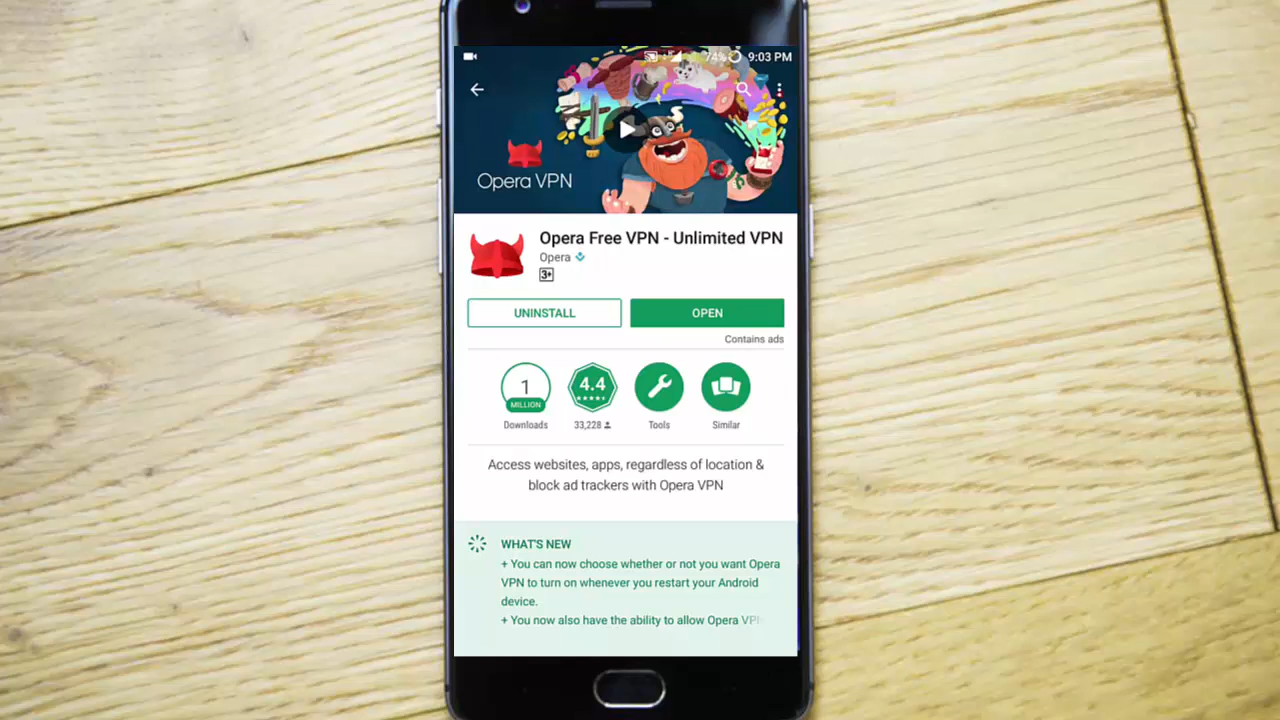 74% 9:03 PM
Opera VPN
Opera Free VPN - Unlimited VPN
Opera
3+
UNINSTALL
OPEN
Contains ads
1
MILLION
4.4
Downloads
33,228
Tools
Similar
Access websites, apps, regardless of location &
block ad trackers with Opera VPN
WHAT'S NEW
+ You can now choose whether or not you want Opera
VPN to turn on whenever you restart your Android
device.
+ You now also have the ability to allow Opera VPN